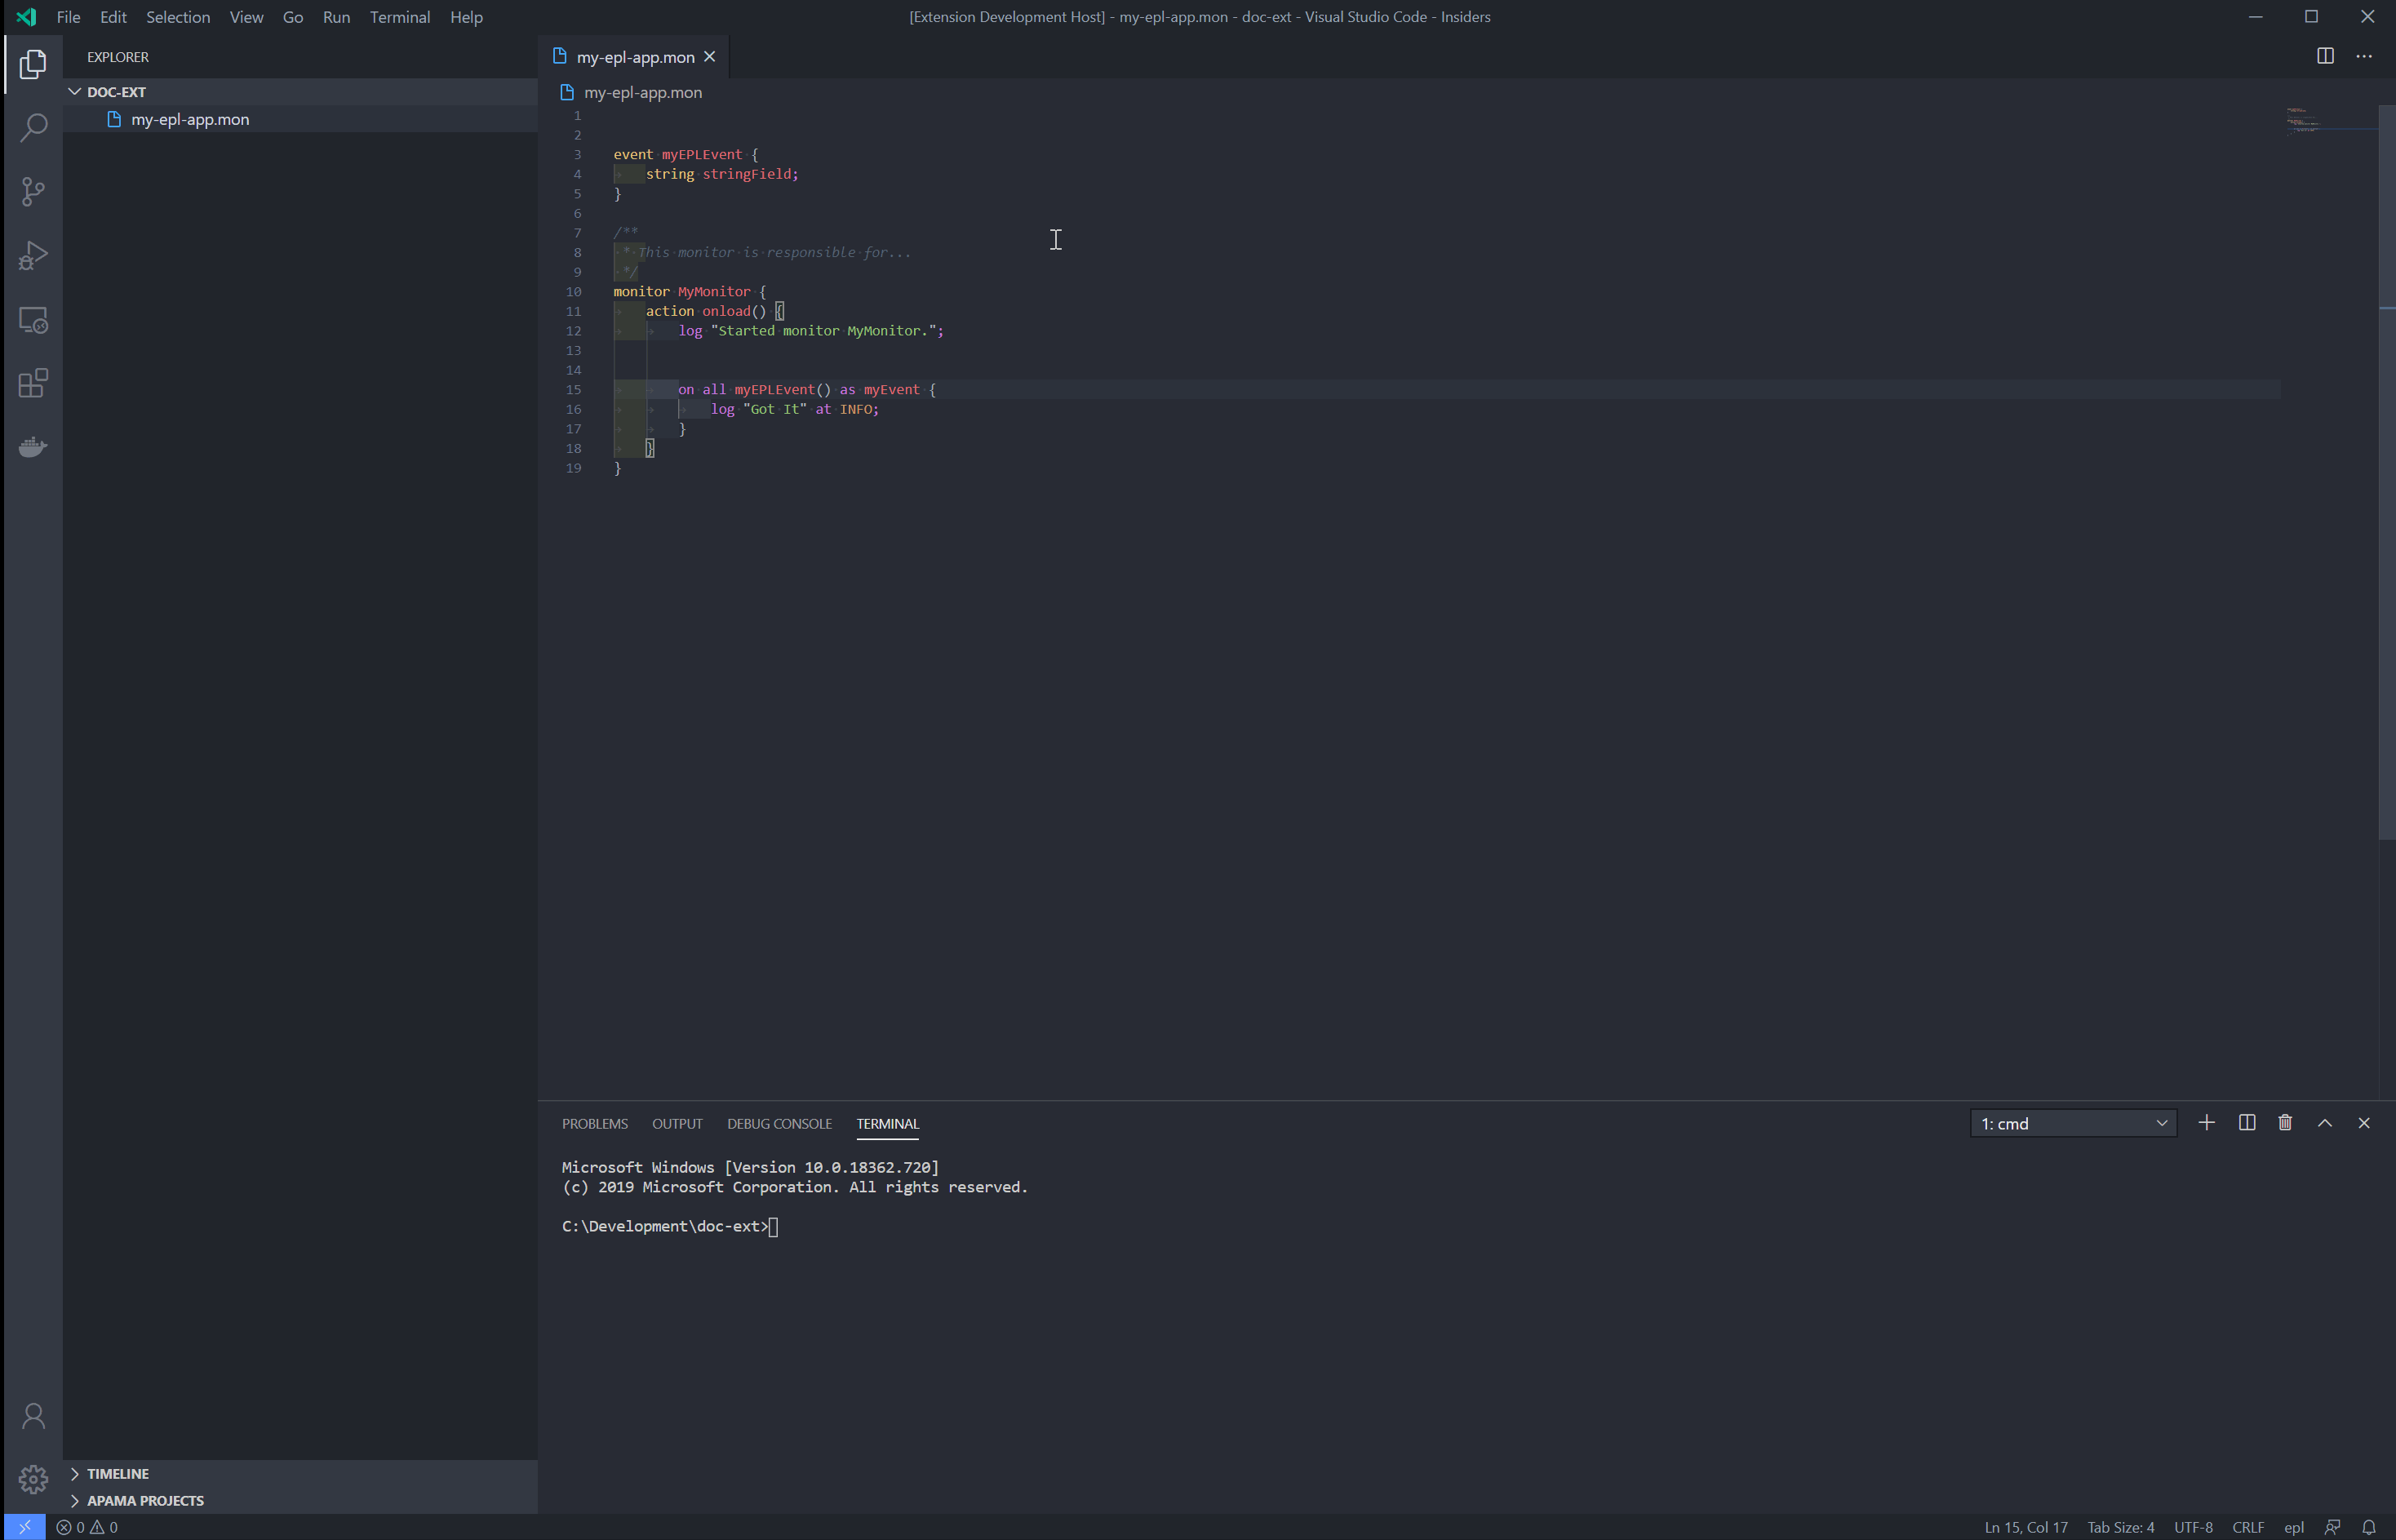 File Edit Selection View Go Run Terminal Help
[Extension Development Host] - my-epl-app.mon - doc-ext - Visual Studio Code - Insiders
EXPLORER
DOC-EXT
my-epl-app.mon
TIMELINE
APAMA PROJECTS
my-epl-app.mon
my-epl-app.mon
1
2
3 event myEPLEvent {
4 string stringField;
5 }
6
7 /**
8 * This monitor is responsible for...
9 */
10 monitor MyMonitor {
11 action onload() {
12 log "Started monitor MyMonitor.";
13
14
15 on all myEPLEvent() as myEvent {
16 log "Got It" at INFO;
17 }
18 }
19 }
PROBLEMS OUTPUT DEBUG CONSOLE TERMINAL
1: cmd
Microsoft Windows [Version 10.0.18362.720]
(c) 2019 Microsoft Corporation. All rights reserved.
C:\Development\doc-ext>
0 0
Ln 15, Col 17 Tab Size: 4 UTF-8 CRLF epl